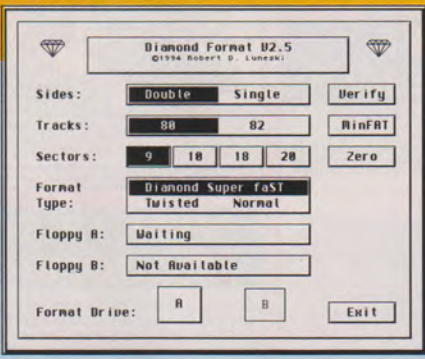 Diamond Format V2.5
©1994 Robert D. Luneski
Sides: Double Single Verify
Tracks: 80 82 MinFAT
Sectors: 9 10 18 20 Zero
Format Type: Diamond Super faST
Twisted Normal
Floppy A: Waiting
Floppy B: Not Available
Format Drive: A B Exit